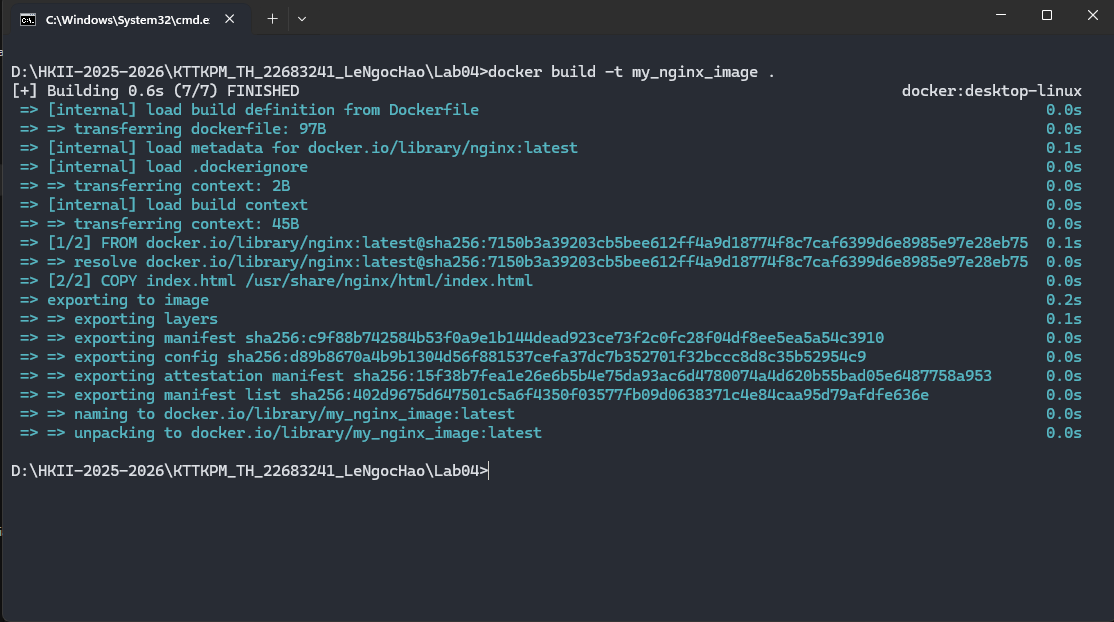 C:\Windows\System32\cmd.e
D:\HKII-2025-2026\KTTKPM_TH_22683241_LeNgocHao\Lab04>docker build -t my_nginx_image .
[+] Building 0.6s (7/7) FINISHED docker:desktop-linux
=> [internal] load build definition from Dockerfile 0.0s
=> => transferring dockerfile: 97B 0.0s
=> [internal] load metadata for docker.io/library/nginx:latest 0.1s
=> [internal] load .dockerignore 0.0s
=> => transferring context: 2B 0.0s
=> [internal] load build context 0.0s
=> => transferring context: 45B 0.0s
=> [1/2] FROM docker.io/library/nginx:latest@sha256:7150b3a39203cb5bee612ff4a9d18774f8c7caf6399d6e8985e97e28eb75 0.1s
=> => resolve docker.io/library/nginx:latest@sha256:7150b3a39203cb5bee612ff4a9d18774f8c7caf6399d6e8985e97e28eb75 0.0s
=> [2/2] COPY index.html /usr/share/nginx/html/index.html 0.0s
=> exporting to image 0.2s
=> => exporting layers 0.1s
=> => exporting manifest sha256:c9f88b742584b53f0a9e1b144dead923ce73f2c0fc28f04df8ee5ea5a54c3910 0.0s
=> => exporting config sha256:d89b8670a4b9b1304d56f881537cefa37dc7b352701f32bccc8d8c35b52954c9 0.0s
=> => exporting attestation manifest sha256:15f38b7fea1e26e6b5b4e75da93ac6d4780074a4d620b55bad05e6487758a953 0.0s
=> => exporting manifest list sha256:402d9675d647501c5a6f4350f03577fb09d0638371c4e84caa95d79afdfe636e 0.0s
=> => naming to docker.io/library/my_nginx_image:latest 0.0s
=> => unpacking to docker.io/library/my_nginx_image:latest 0.0s
D:\HKII-2025-2026\KTTKPM_TH_22683241_LeNgocHao\Lab04>